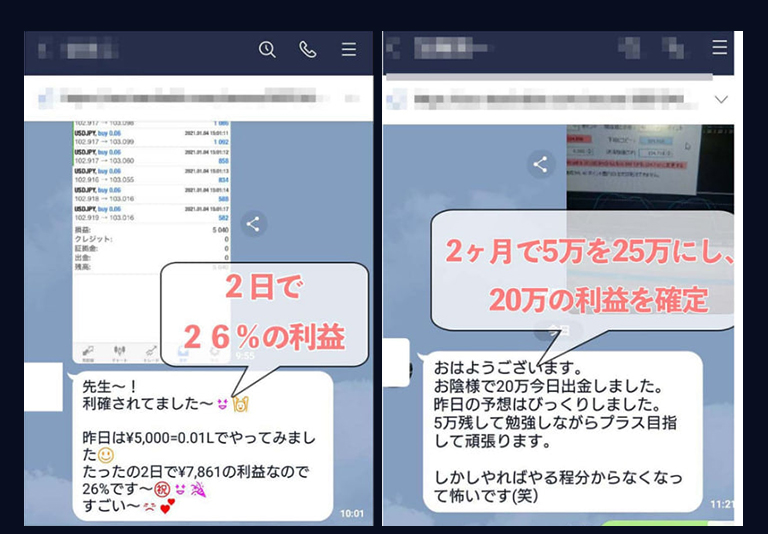 102.917 → 103.099
USDJPY, buy 0.06 2021.01.04 15:01:11
102.917 → 103.099 1 092
USDJPY, buy 0.06 2021.01.04 15:01:12
102.917 → 103.060 858
USDJPY, buy 0.06 2021.01.04 15:01:13
102.916 → 103.055 834
USDJPY, buy 0.06 2021.01.04 15:01:14
102.918 → 103.016 588
USDJPY, buy 0.06 2021.01.04 15:01:17
102.919 → 103.016 582
損益: 5 040
クレジット: 0
証拠金: 0
出金: 0
残高:
2日で
26%の利益
9:55
先生〜！
利確されてました〜
昨日は¥5,000=0.01Lでやってみまし
た
たったの2日で¥7,861の利益なので
26%です〜㊗
すごい〜
10:01
2ヶ月で5万を25万にし、
20万の利益を確定
今日
おはようございます。
お陰様で20万今日出金しました。
昨日の予想はびっくりしました。
5万残して勉強しながらプラス目指
して頑張ります。
しかしやればやる程分からなくなっ
て怖いです(笑)
11:21